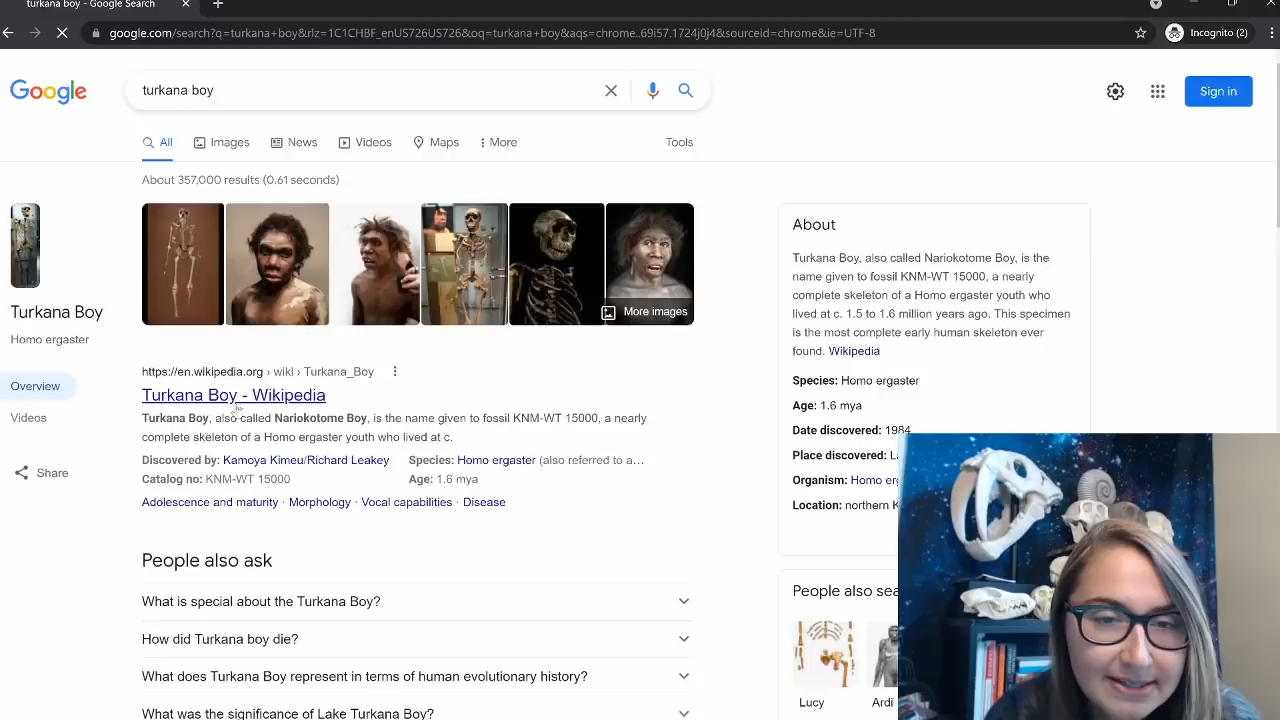 turkana boy - Google Search
google.com/search?q=turkana+boy&rlz=1C1CHBF_enUS726US726&oq=turkana+boy&aqs=chrome..69i57.1724j0j4&sourceid=chrome&ie=UTF-8
Incognito (2)
Google
turkana boy
Sign in
All
Images
News
Videos
Maps
More
Tools
About 357,000 results (0.61 seconds)
More images
Turkana Boy
Homo ergaster
Overview
Videos
Share
https://en.wikipedia.org › wiki › Turkana_Boy
Turkana Boy - Wikipedia
Turkana Boy, also called Nariokotome Boy, is the name given to fossil KNM-WT 15000, a nearly
complete skeleton of a Homo ergaster youth who lived at c.
Discovered by: Kamoya Kimeu/Richard Leakey Species: Homo ergaster (also referred to a…
Catalog no: KNM-WT 15000 Age: 1.6 mya
Adolescence and maturity · Morphology · Vocal capabilities · Disease
People also ask
What is special about the Turkana Boy?
How did Turkana boy die?
What does Turkana Boy represent in terms of human evolutionary history?
What was the significance of Lake Turkana Boy?
About
Turkana Boy, also called Nariokotome Boy, is the
name given to fossil KNM-WT 15000, a nearly
complete skeleton of a Homo ergaster youth who
lived at c. 1.5 to 1.6 million years ago. This specimen
is the most complete early human skeleton ever
found. Wikipedia
Species: Homo ergaster
Age: 1.6 mya
Date discovered: 1984
Place discovered: L
Organism: Homo er
Location: northern K
People also sea
Lucy
Ardi